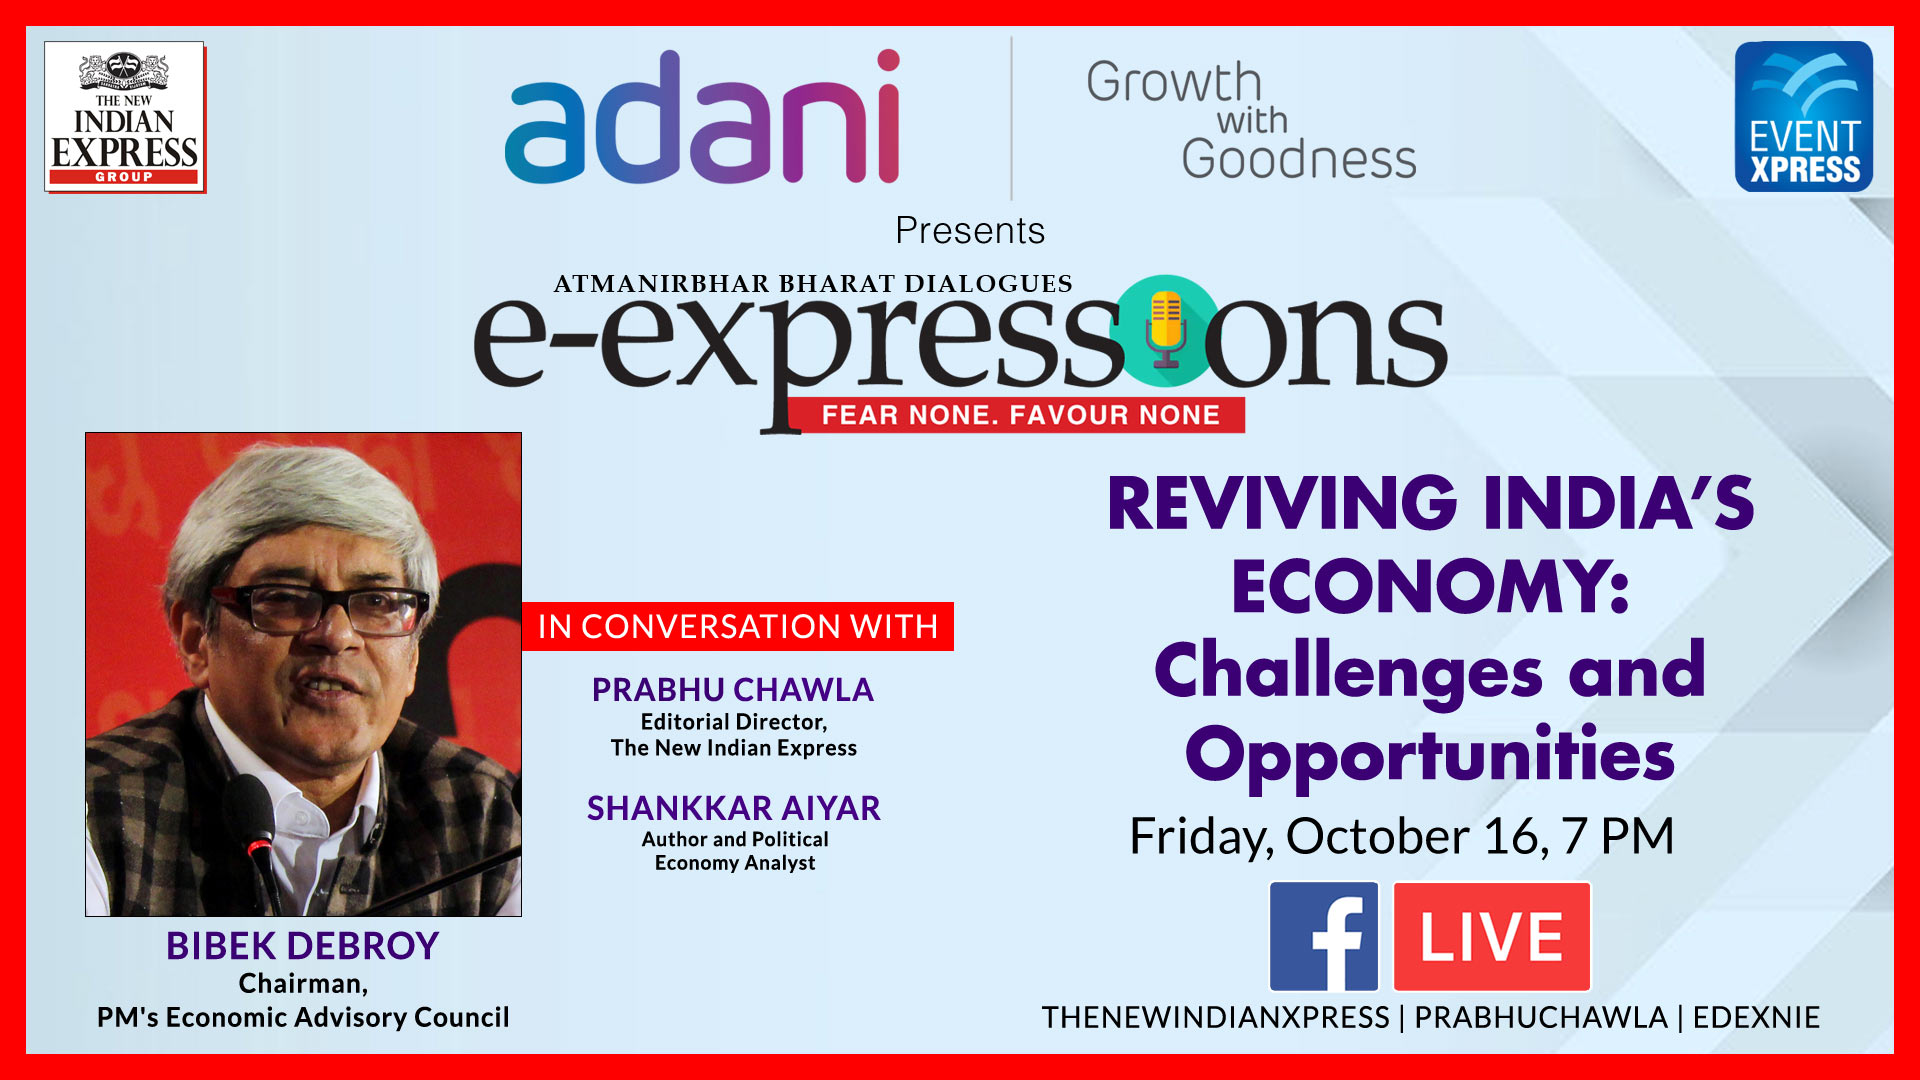 THE NEW
INDIAN
EXPRESS
GROUP
adani
Growth
with
Goodness
EVENT
XPRESS
Presents
ATMANIRBHAR BHARAT DIALOGUES
e-expressions
FEAR NONE. FAVOUR NONE
BIBEK DEBROY
Chairman,
PM's Economic Advisory Council
IN CONVERSATION WITH
PRABHU CHAWLA
Editorial Director,
The New Indian Express
SHANKKAR AIYAR
Author and Political
Economy Analyst
REVIVING INDIA’S
ECONOMY:
Challenges and
Opportunities
Friday, October 16, 7 PM
f LIVE
THENEWINDIANXPRESS | PRABHUCHAWLA | EDEXNIE